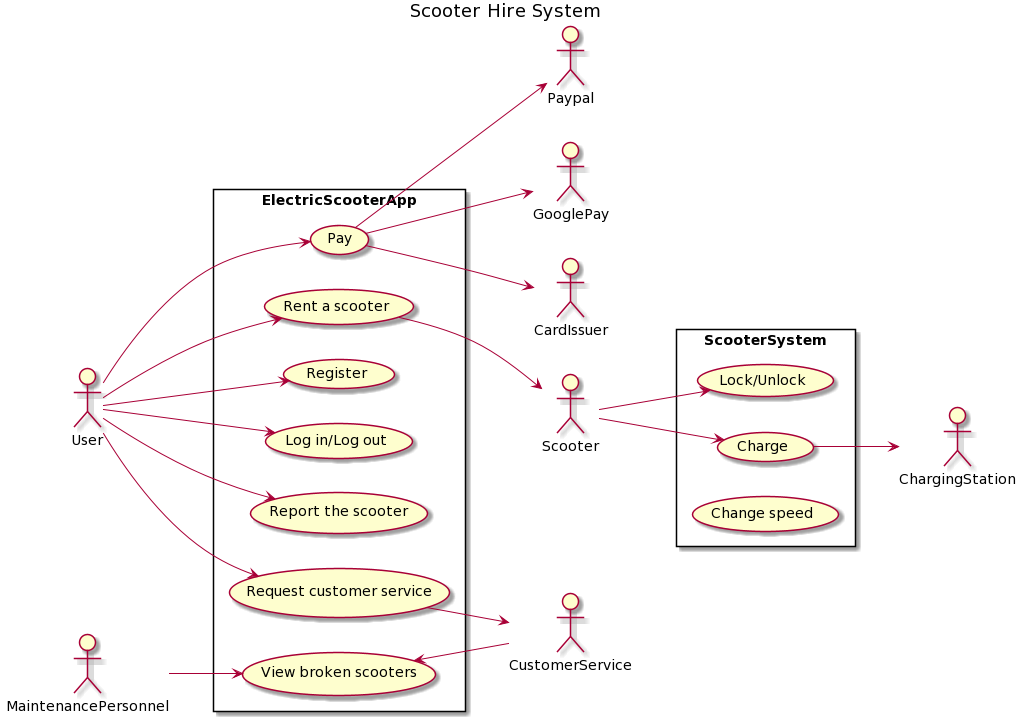 Scooter Hire System
Paypal
GooglePay
CardIssuer
ElectricScooterApp
Pay
Rent a scooter
Register
Log in/Log out
Report the scooter
Request customer service
View broken scooters
User
MaintenancePersonnel
Scooter
CustomerService
ScooterSystem
Lock/Unlock
Charge
Change speed
ChargingStation